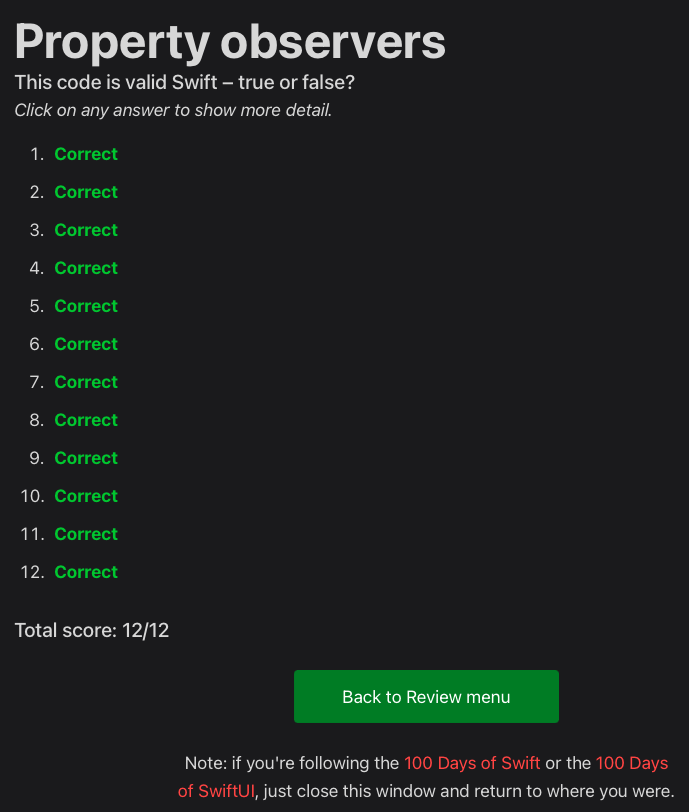 Property observers
This code is valid Swift – true or false?
Click on any answer to show more detail.
1. Correct
2. Correct
3. Correct
4. Correct
5. Correct
6. Correct
7. Correct
8. Correct
9. Correct
10. Correct
11. Correct
12. Correct
Total score: 12/12
Back to Review menu
Note: if you're following the 100 Days of Swift or the 100 Days
of SwiftUI, just close this window and return to where you were.